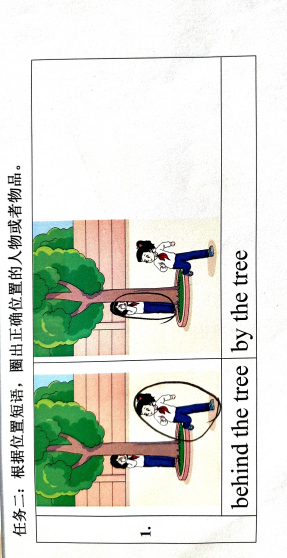 任务二：根据位置短语，圈出正确位置的人物或者物品。
1.
behind the tree
by the tree